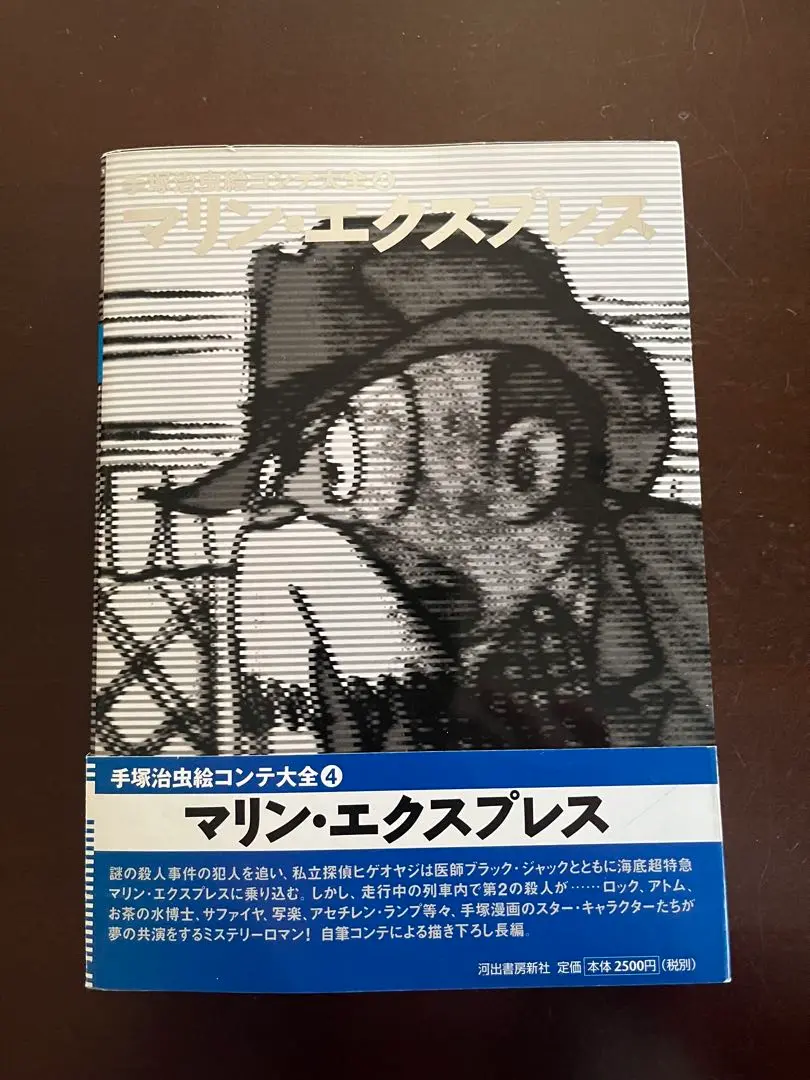 手塚治虫絵コンテ大全④
マリン・エクスプレス
手塚治虫絵コンテ大全❹
マリン・エクスプレス
謎の殺人事件の犯人を追い、私立探偵ヒゲオヤジは医師ブラック・ジャックとともに海底超特急
マリン・エクスプレスに乗り込む。しかし、走行中の列車内で第2の殺人が……ロック、アトム、
お茶の水博士、サファイヤ、写楽、アセチレン・ランプ等々、手塚漫画のスター・キャラクターたちが
夢の共演をするミステリーロマン! 自筆コンテによる描き下ろし長編。
河出書房新社 定価 本体2500円(税別)